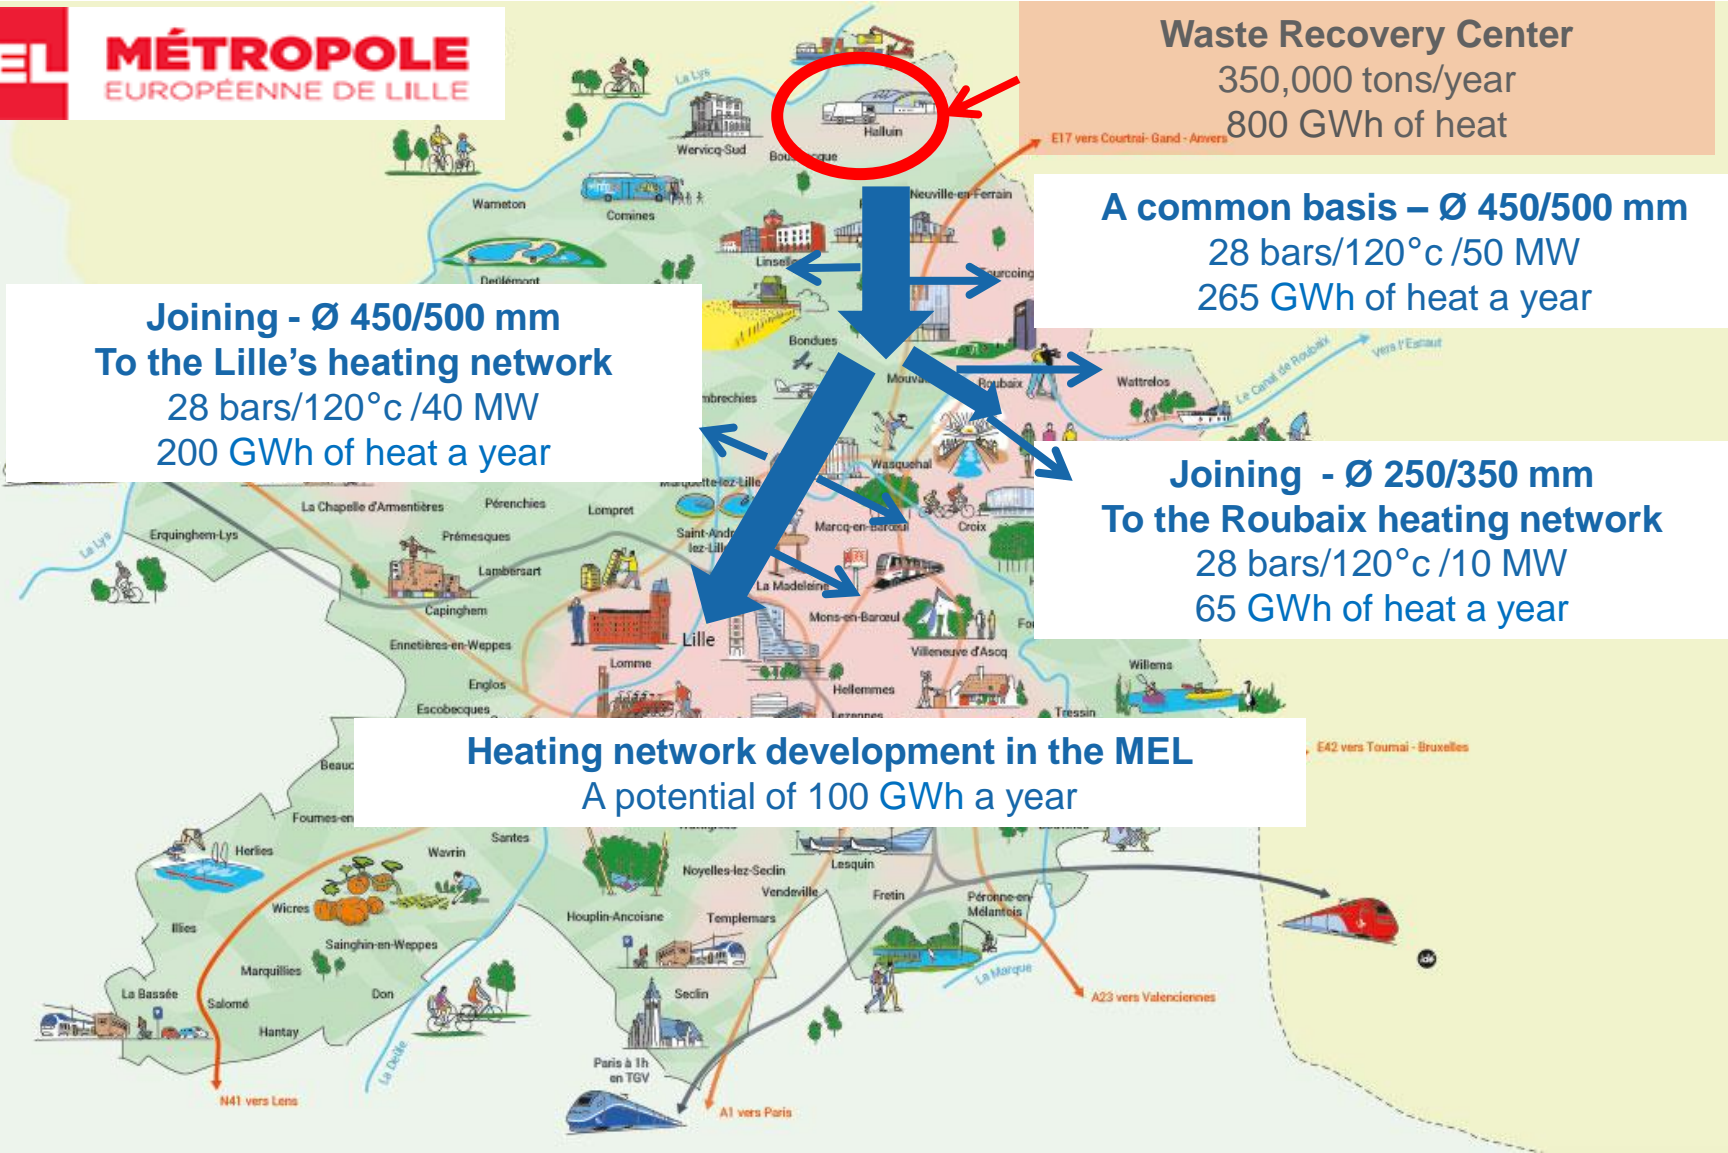 EL
MÉTROPOLE
EUROPÉENNE DE LILLE
Waste Recovery Center
350,000 tons/year
800 GWh of heat
E17 vers Courtrai- Gand - Anvers
La Lys
Halluin
Wervicq-Sud
Neuville-en-Ferrain
Warneton
Comines
A common basis – Ø 450/500 mm
28 bars/120°c /50 MW
265 GWh of heat a year
Deûlémont
Joining - Ø 450/500 mm
To the Lille's heating network
28 bars/120°c /40 MW
200 GWh of heat a year
Bondues
Roubaix
Wattrelos
Le Canal de Roubaix
vers l'Escaut
Wasquehal
Joining - Ø 250/350 mm
To the Roubaix heating network
28 bars/120°c /10 MW
65 GWh of heat a year
La Chapelle d'Armentières
Pérenchies
Lompret
Marcq-en-Barœul
Croix
La Lys
Erquinghem-Lys
Prémesques
Lambersart
La Madeleine
Capinghem
Mons-en-Barœul
Ennetières-en-Weppes
Lille
Lomme
Villeneuve d'Ascq
Willems
Englos
Hellemmes
Escobecques
Lezennes
Tressin
Heating network development in the MEL
A potential of 100 GWh a year
E42 vers Tournai - Bruxelles
Santes
Herlies
Wavrin
Noyelles-lez-Seclin
Lesquin
Vendeville
Fretin
Péronne-en-
Mélantois
Wicres
Illies
Houplin-Ancoisne
Templemars
Sainghin-en-Weppes
Marquillies
La Marque
La Bassée
Salomé
Don
Seclin
A23 vers Valenciennes
Hantay
La Deûle
Paris à 1h
en TGV
N41 vers Lens
A1 vers Paris